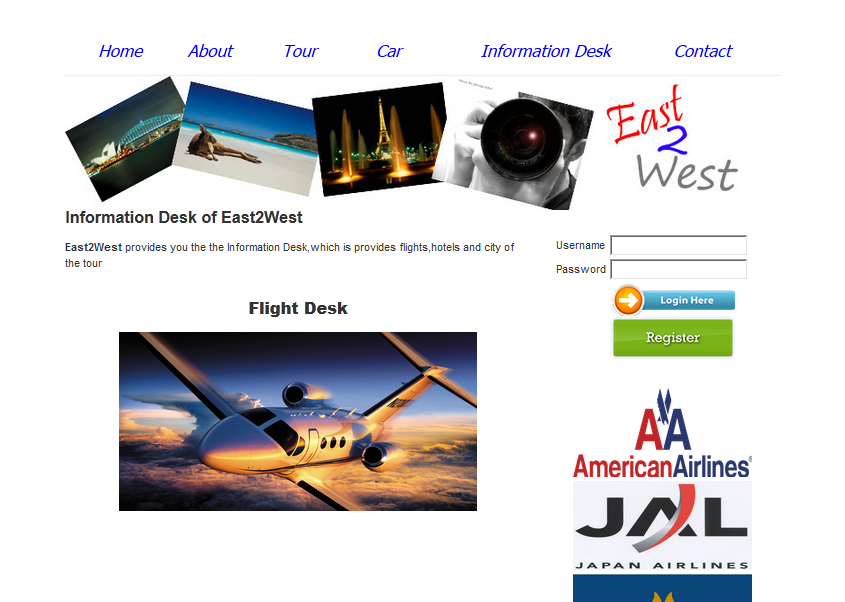 Home About Tour Car Information Desk Contact
East
2
West
Information Desk of East2West
East2West provides you the the Information Desk,which is provides flights,hotels and city of
the tour
Username
Password
Login Here
Register
Flight Desk
AA
AmericanAirlines
JAL
JAPAN AIRLINES